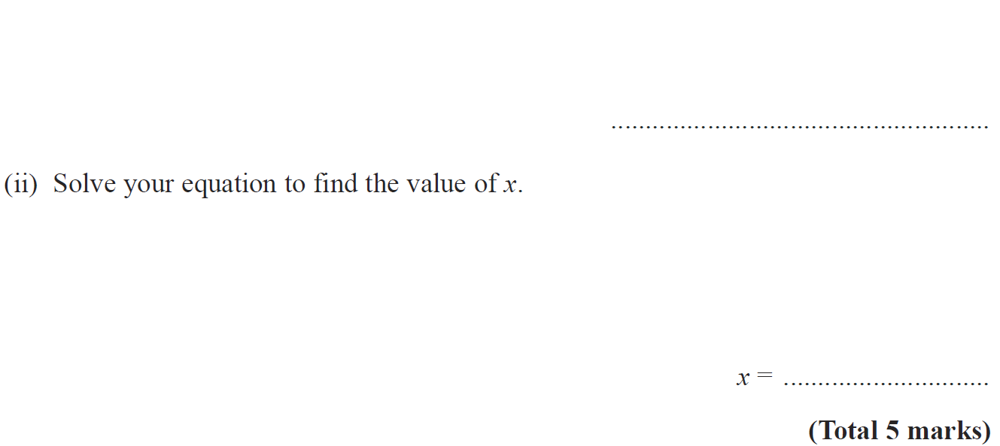 .......................................................
(ii) Solve your equation to find the value of x.
x = ..............................
(Total 5 marks)